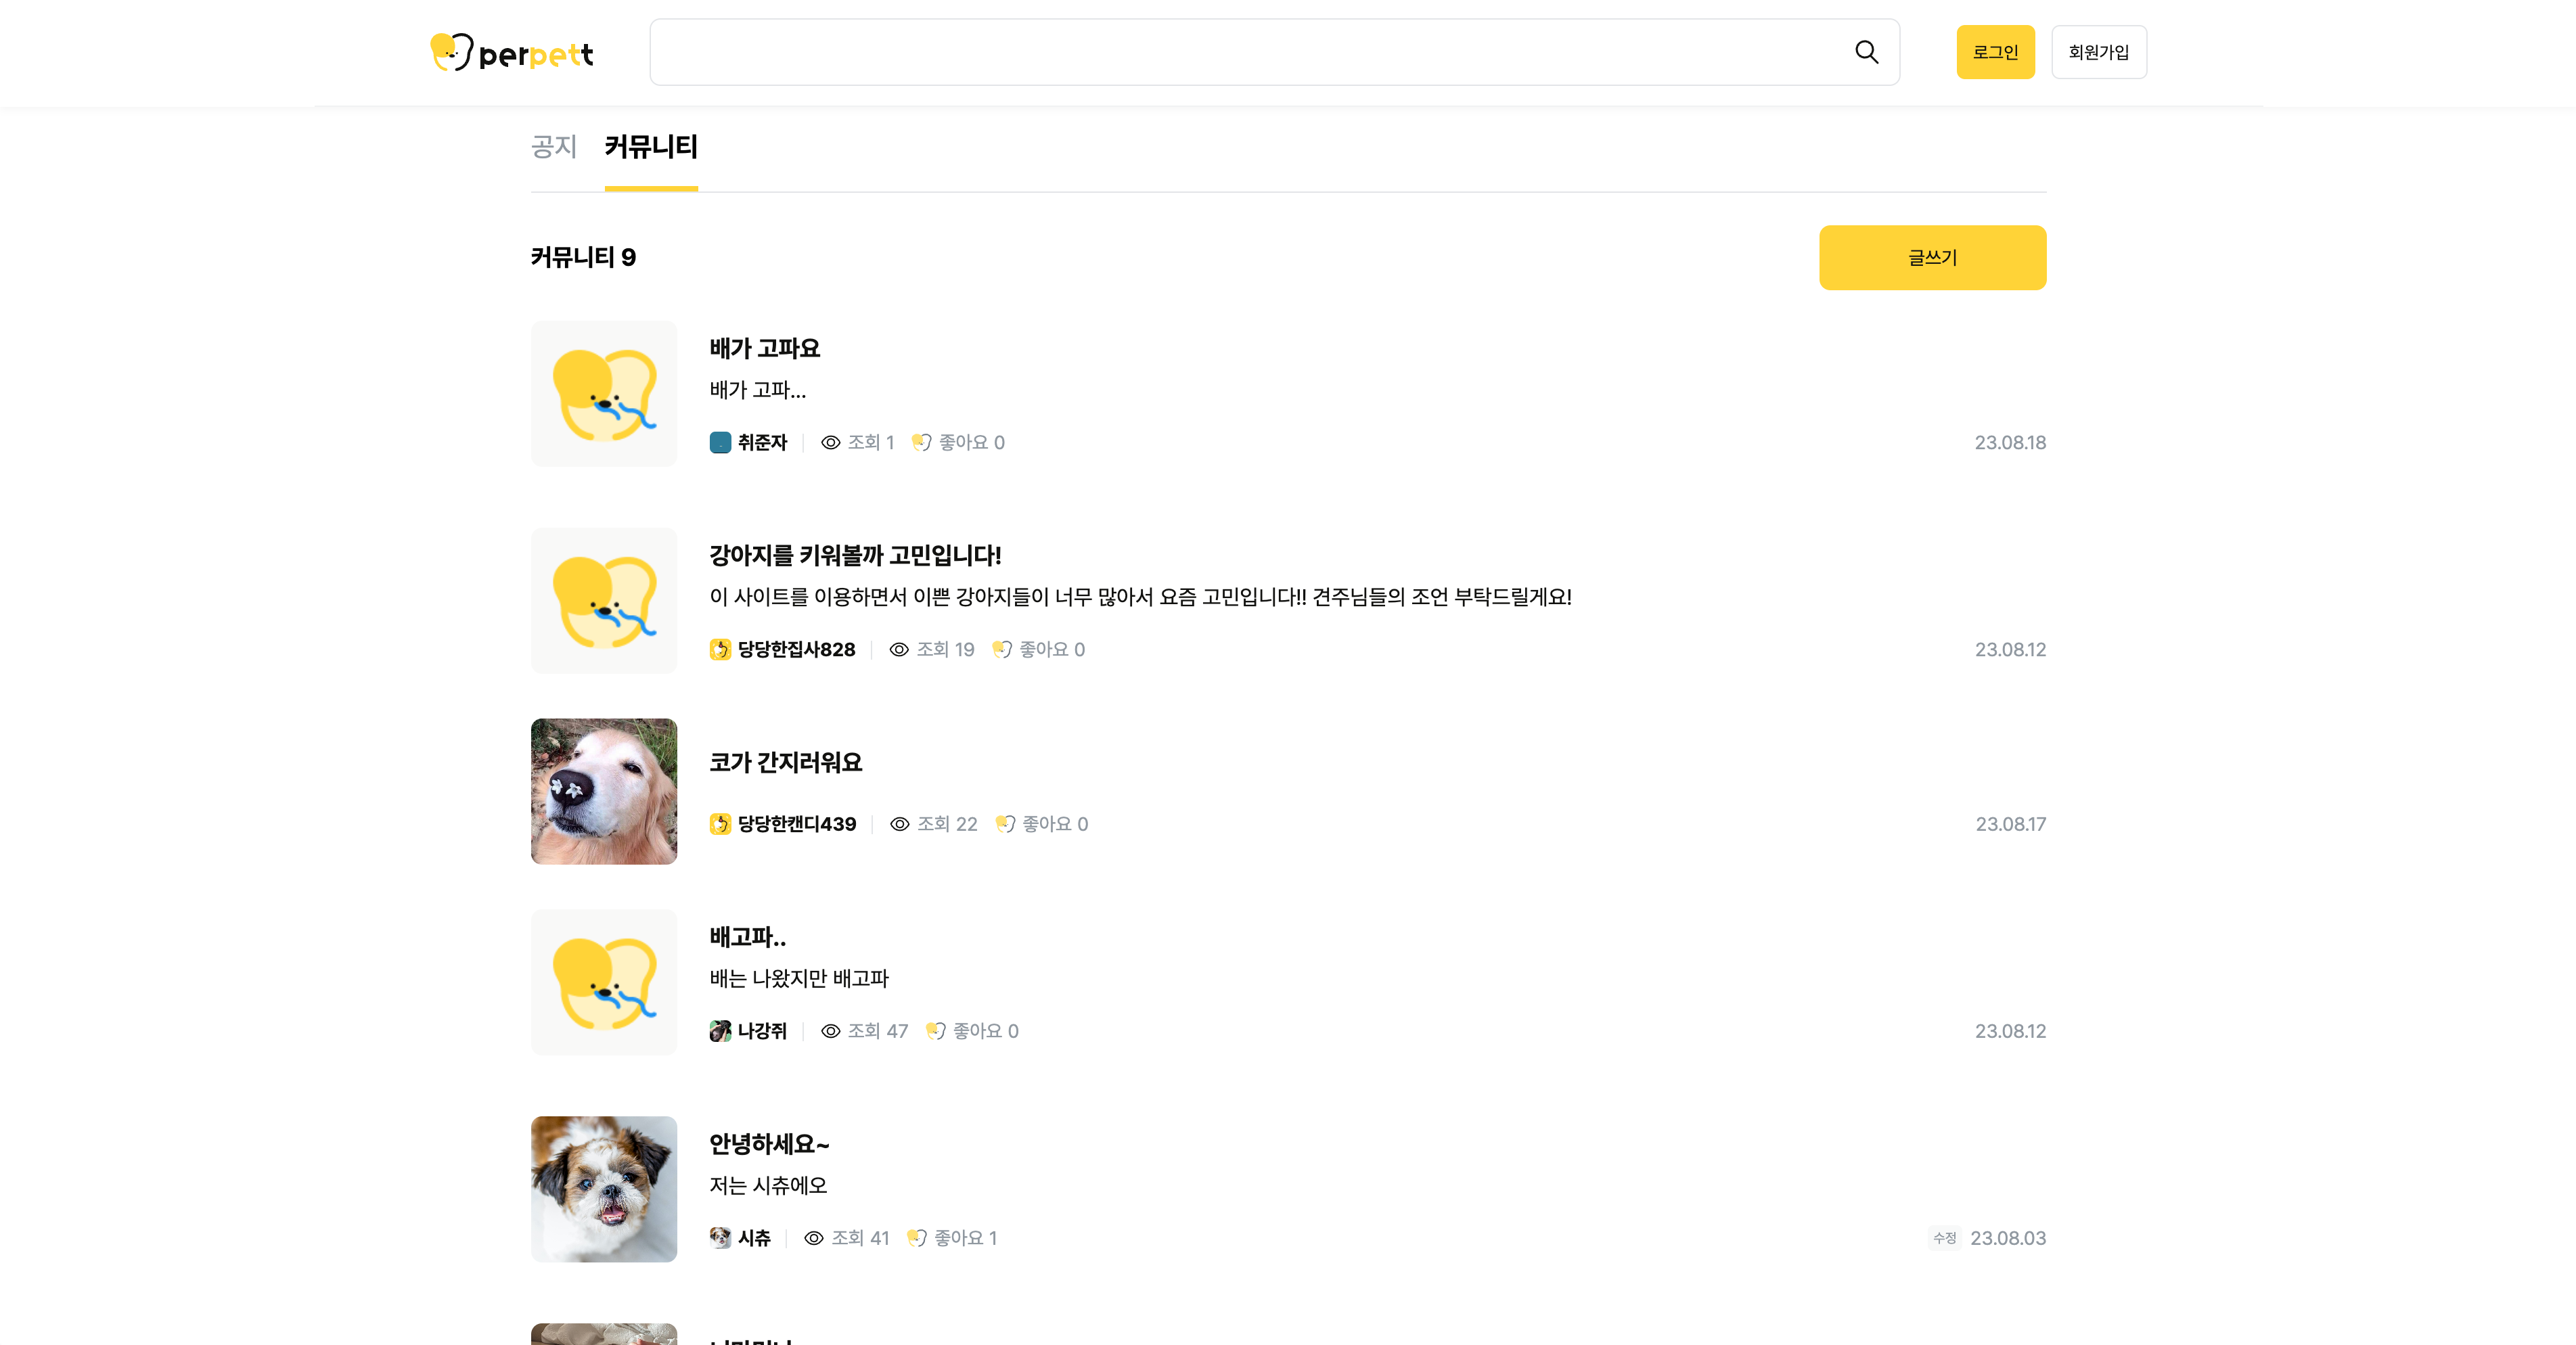 perpett
로그인
회원가입
공지 커뮤니티
커뮤니티 9
글쓰기
배가 고파요
배가 고파...
취준자 조회 1 좋아요 0 23.08.18
강아지를 키워볼까 고민입니다!
이 사이트를 이용하면서 이쁜 강아지들이 너무 많아서 요즘 고민입니다!! 견주님들의 조언 부탁드릴게요!
당당한집사828 조회 19 좋아요 0 23.08.12
코가 간지러워요
당당한캔디439 조회 22 좋아요 0 23.08.17
배고파..
배는 나왔지만 배고파
나강쥐 조회 47 좋아요 0 23.08.12
안녕하세요~
저는 시츄에오
시츄 조회 41 좋아요 1 수정 23.08.03